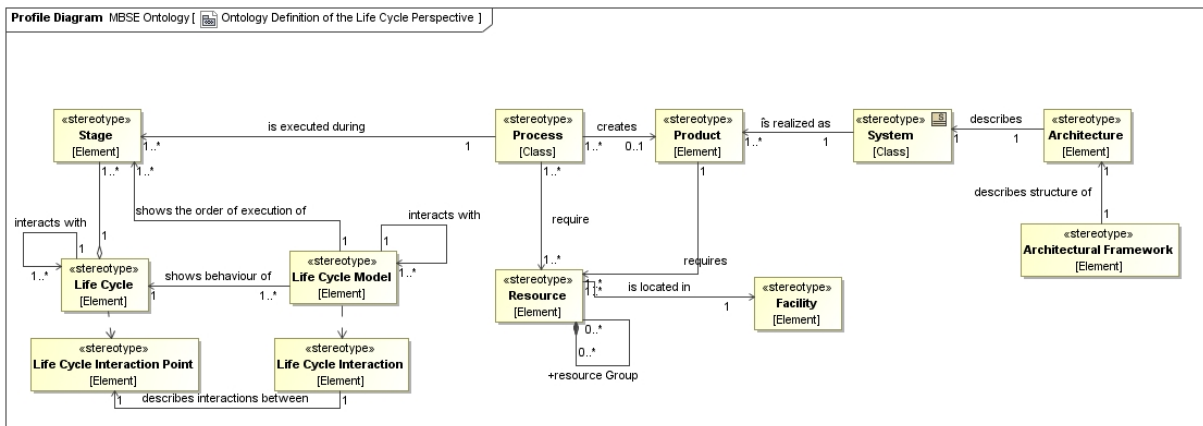 Profile Diagram MBSE Ontology [ Ontology Definition of the Life Cycle Perspective ]
«stereotype»
Stage
[Element]
«stereotype»
Process
[Class]
«stereotype»
Product
[Element]
«stereotype»
System
[Class]
S
«stereotype»
Architecture
[Element]
is executed during
1..*
1
creates
1..*
0..1
is realized as
1..*
1
describes
1
1
1..*
1..*
shows the order of execution of
1
interacts with
1
1..*
1
interacts with
1
1..*
«stereotype»
Life Cycle
[Element]
shows behaviour of
1
1..*
«stereotype»
Life Cycle Model
[Element]
1..*
require
1..*
1
requires
1..*
«stereotype»
Resource
[Element]
1..*
is located in
1
«stereotype»
Facility
[Element]
1
describes structure of
1
«stereotype»
Architectural Framework
[Element]
0..*
0..*
+resource Group
«stereotype»
Life Cycle Interaction Point
[Element]
«stereotype»
Life Cycle Interaction
[Element]
1
describes interactions between
1